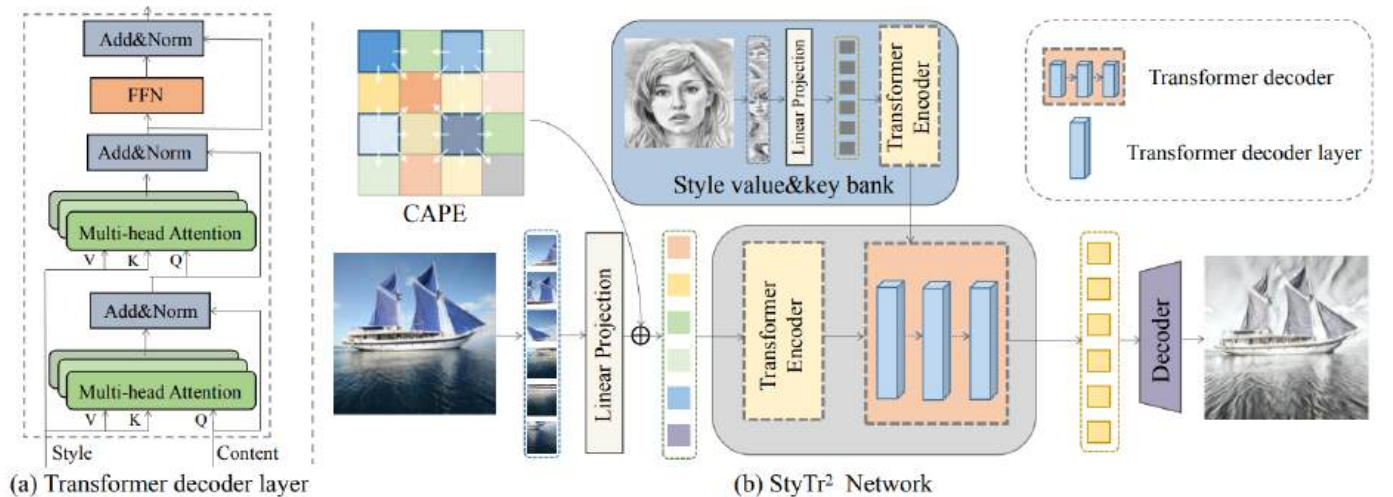 Add&Norm
FFN
Add&Norm
Multi-head Attention
V
K
Q
Add&Norm
Multi-head Attention
V
K
Q
Style
Content
(a) Transformer decoder layer
CAPE
Linear Projection
Transformer
Encoder
Style value&key bank
Transformer decoder
Transformer decoder layer
Linear Projection
Transformer
Encoder
Decoder
(b) StyTr² Network